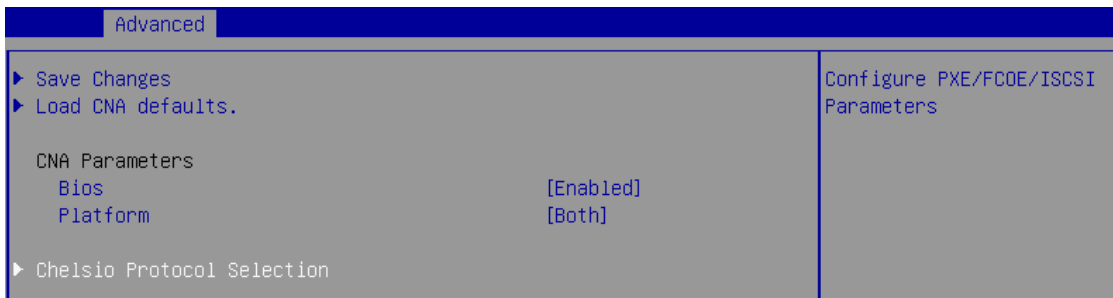 Advanced
Save Changes
Load CNA defaults.
CNA Parameters
Bios [Enabled]
Platform [Both]
Chelsio Protocol Selection
Configure PXE/FCOE/ISCSI
Parameters